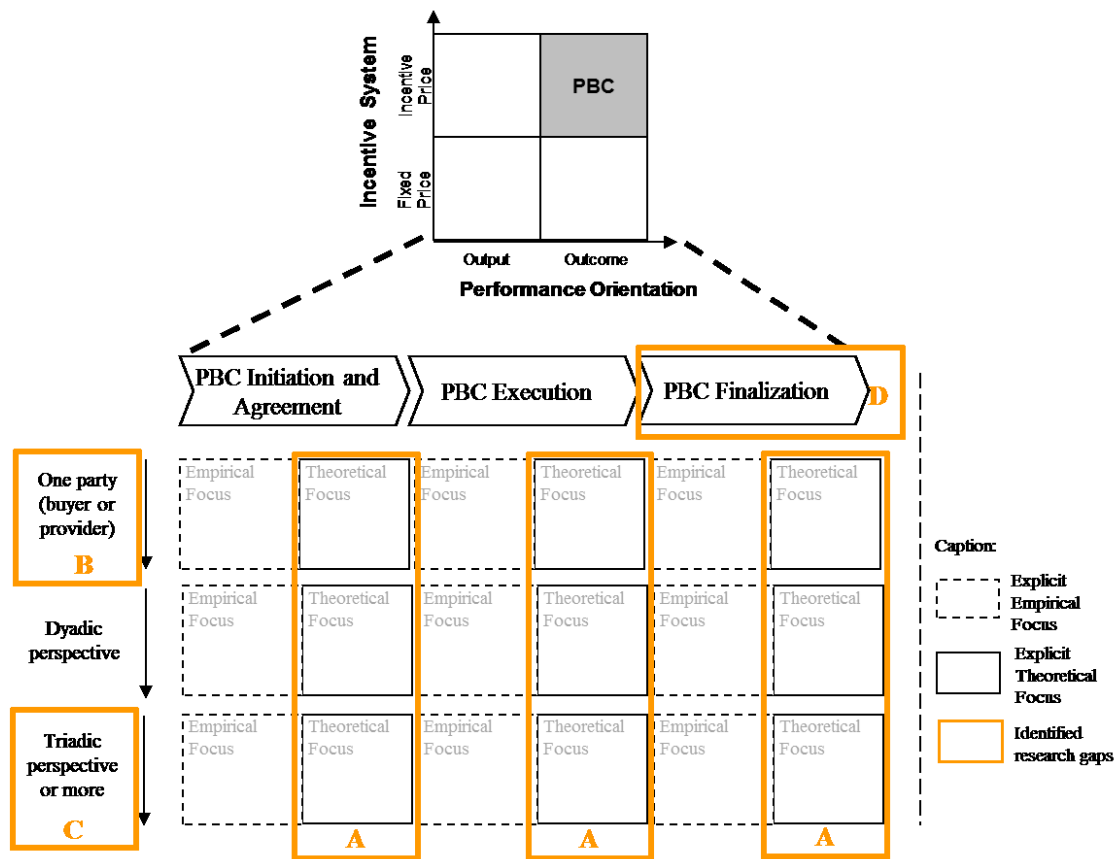 Incentive System
Incentive
Price
Fixed
Price
PBC
Output
Outcome
Performance Orientation
PBC Initiation and
Agreement
PBC Execution
PBC Finalization
D
One party
(buyer or
provider)
B
Empirical
Focus
Theoretical
Focus
Empirical
Focus
Theoretical
Focus
Empirical
Focus
Theoretical
Focus
Dyadic
perspective
Empirical
Focus
Theoretical
Focus
Empirical
Focus
Theoretical
Focus
Empirical
Focus
Theoretical
Focus
Triadic
perspective
or more
C
Empirical
Focus
Theoretical
Focus
Empirical
Focus
Theoretical
Focus
Empirical
Focus
Theoretical
Focus
A
A
A
Caption:
Explicit
Empirical
Focus
Explicit
Theoretical
Focus
Identified
research gaps